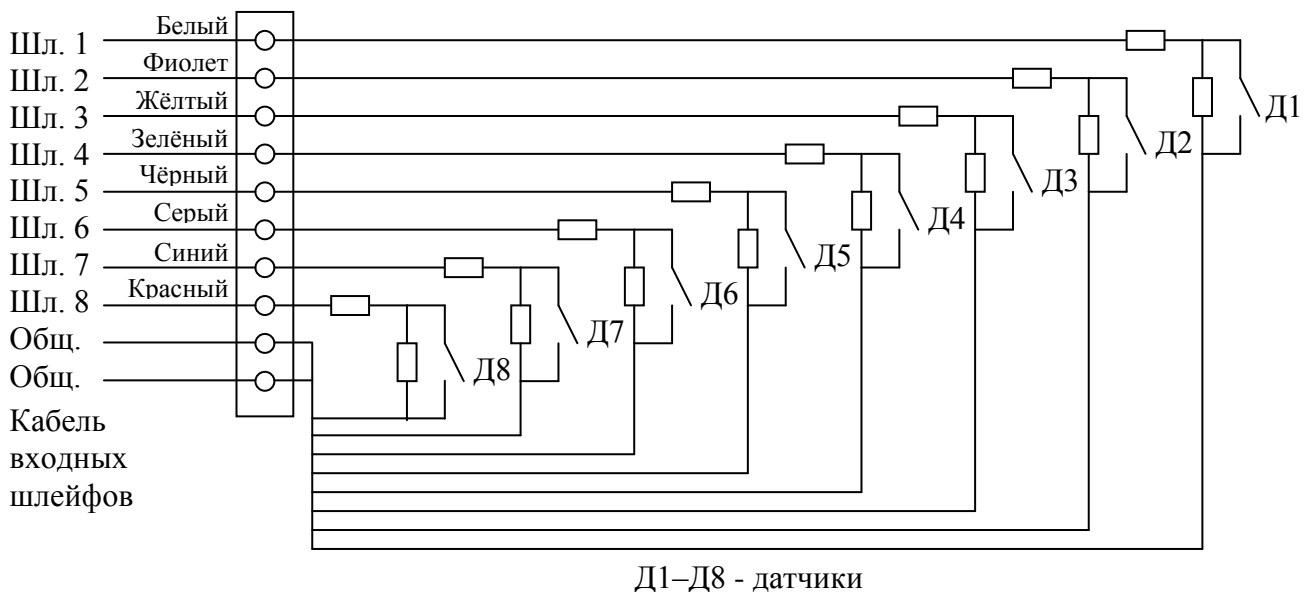 Белый
Шл. 1
Фиолет
Шл. 2
Жёлтый
Шл. 3
Зелёный
Шл. 4
Чёрный
Шл. 5
Серый
Шл. 6
Синий
Шл. 7
Красный
Шл. 8
Общ.
Общ.
Кабель
входных
шлейфов
Д1
Д2
Д3
Д4
Д5
Д6
Д7
Д8
Д1–Д8 - датчики